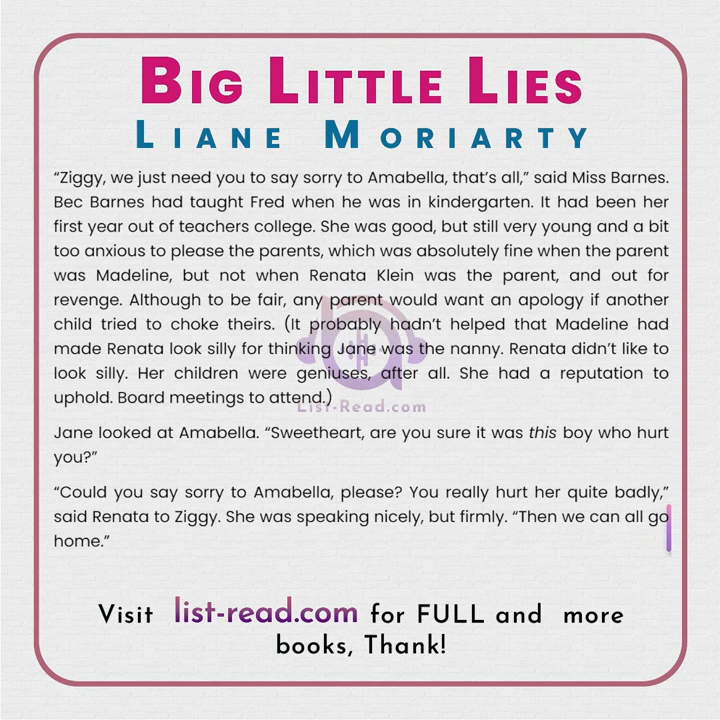 Big Little Lies
Liane Moriarty
“Ziggy, we just need you to say sorry to Amabella, that’s all,” said Miss Barnes.
Bec Barnes had taught Fred when he was in kindergarten. It had been her
first year out of teachers college. She was good, but still very young and a bit
too anxious to please the parents, which was absolutely fine when the parent
was Madeline, but not when Renata Klein was the parent, and out for
revenge. Although to be fair, any parent would want an apology if another
child tried to choke theirs. (It probably hadn’t helped that Madeline had
made Renata look silly for thinking Jane was the nanny. Renata didn’t like to
look silly. Her children were geniuses, after all. She had a reputation to
uphold. Board meetings to attend.)
List-Read.com
Jane looked at Amabella. “Sweetheart, are you sure it was this boy who hurt
you?”
“Could you say sorry to Amabella, please? You really hurt her quite badly,”
said Renata to Ziggy. She was speaking nicely, but firmly. “Then we can all go
home.”
Visit list-read.com for FULL and more
books, Thank!